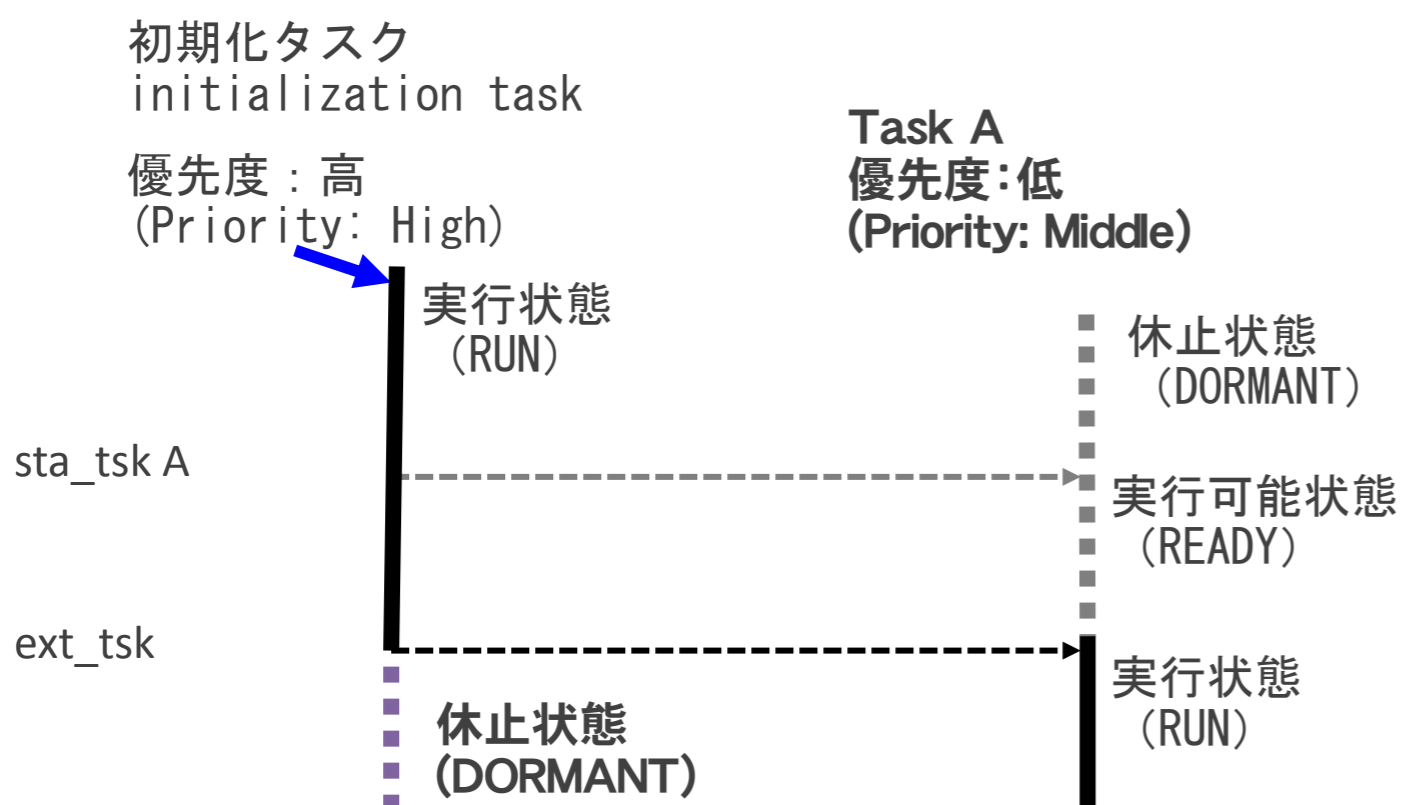 初期化タスク
initialization task
優先度：高
(Priority: High)
Task A
優先度：低
(Priority: Middle)
実行状態
(RUN)
休止状態
(DORMANT)
sta_tsk A
実行可能状態
(READY)
ext_tsk
実行状態
(RUN)
休止状態
(DORMANT)